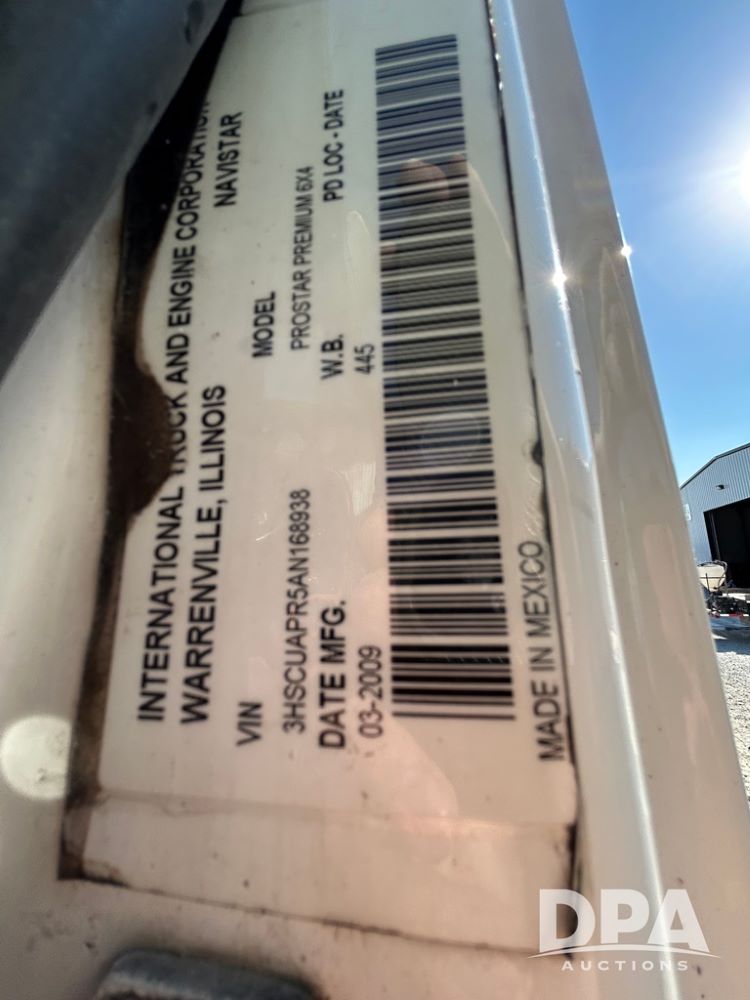 INTERNATIONAL TRUCK AND ENGINE CORPORATION
WARRENVILLE, ILLINOIS NAVISTAR
VIN MODEL
3HSCUAPR5AN168938 PROSTAR PREMIUM 6X4
DATE MFG. W.B. PD LOC - DATE
03-2009 445
MADE IN MEXICO
DPA
AUCTIONS